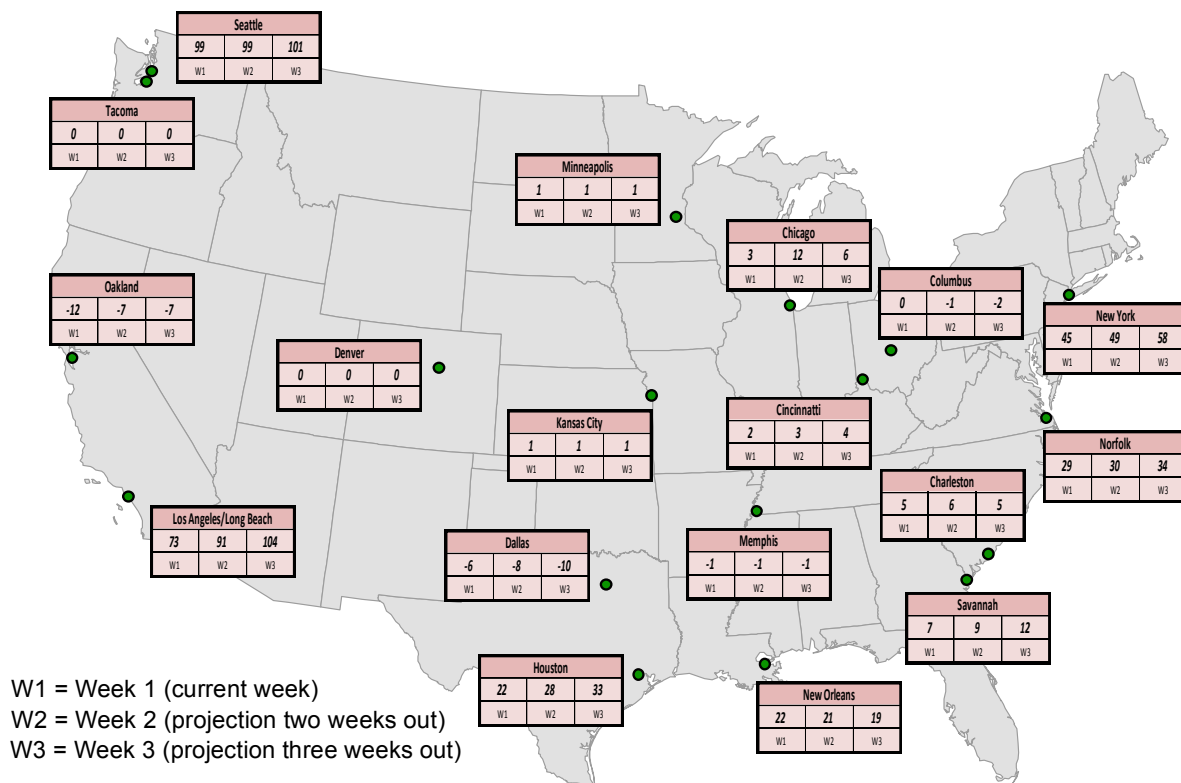 Seattle
99 99 101
W1 W2 W3
Tacoma
0 0 0
W1 W2 W3
Minneapolis
1 1 1
W1 W2 W3
Chicago
3 12 6
W1 W2 W3
Oakland
-12 -7 -7
W1 W2 W3
Columbus
0 -1 -2
W1 W2 W3
New York
45 49 58
W1 W2 W3
Denver
0 0 0
W1 W2 W3
Kansas City
1 1 1
W1 W2 W3
Cincinnatti
2 3 4
W1 W2 W3
Norfolk
29 30 34
W1 W2 W3
Charleston
5 6 5
W1 W2 W3
Los Angeles/Long Beach
73 91 104
W1 W2 W3
Dallas
-6 -8 -10
W1 W2 W3
Memphis
-1 -1 -1
W1 W2 W3
Savannah
7 9 12
W1 W2 W3
Houston
22 28 33
W1 W2 W3
New Orleans
22 21 19
W1 W2 W3
W1 = Week 1 (current week)
W2 = Week 2 (projection two weeks out)
W3 = Week 3 (projection three weeks out)